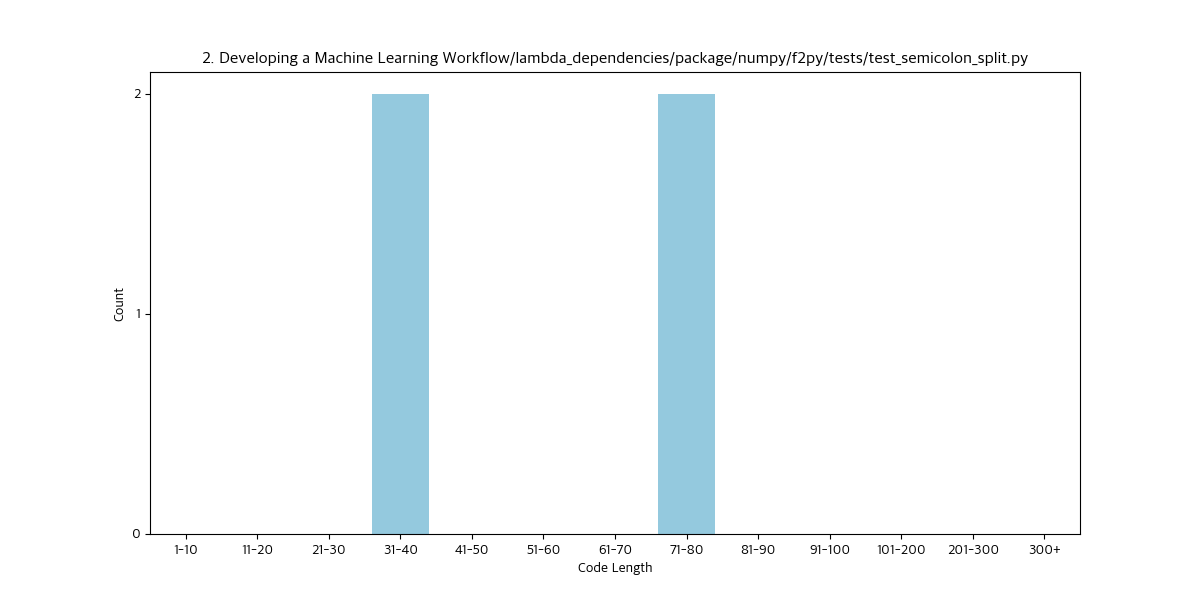 2. Developing a Machine Learning Workflow/lambda_dependencies/package/numpy/f2py/tests/test_semicolon_split.py
2
1
0
Count
1-10 11-20 21-30 31-40 41-50 51-60 61-70 71-80 81-90 91-100 101-200 201-300 300+
Code Length